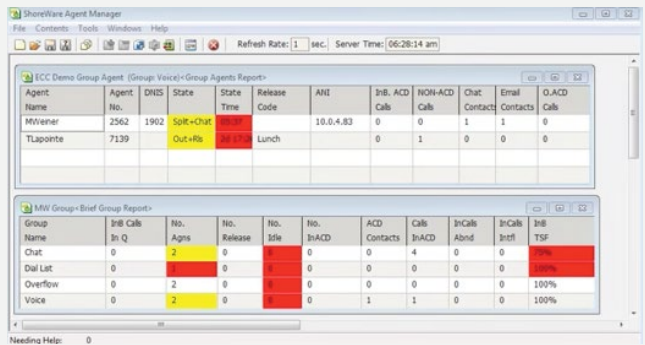 ShoreWare Agent Manager
File Contents Tools Windows Help
Refresh Rate: 1 sec. Server Time: 06:28:14 am
ECC Demo Group Agent (Group: Voice)<Group Agents Report>
Agent Agent DNIS State State Release ANI InB. ACD NON-ACD Chat Email O.ACD
Name No. Time Code Calls Calls Contacts Contacts Calls
MWeiner 2562 1902 Split+Chat 10.0.4.83 0 0 1 1 0
TLapointe 7139 Out+Rls Lunch 0 1 0 0 0
MW Group<Brief Group Report>
Group InB Calls No. No. No. No. ACD Calls InCalls InCalls InB
Name In Q Agns Release Idle InACD Contacts InACD Abnd Intfl TSF
Chat 0 2 0 0 0 0 4 0 0 75%
Dial List 0 1 0 0 0 0 0 0 0 100%
Overflow 0 2 0 0 0 0 0 0 0 100%
Voice 0 2 0 0 0 1 1 0 0 100%
Needing Help: 0